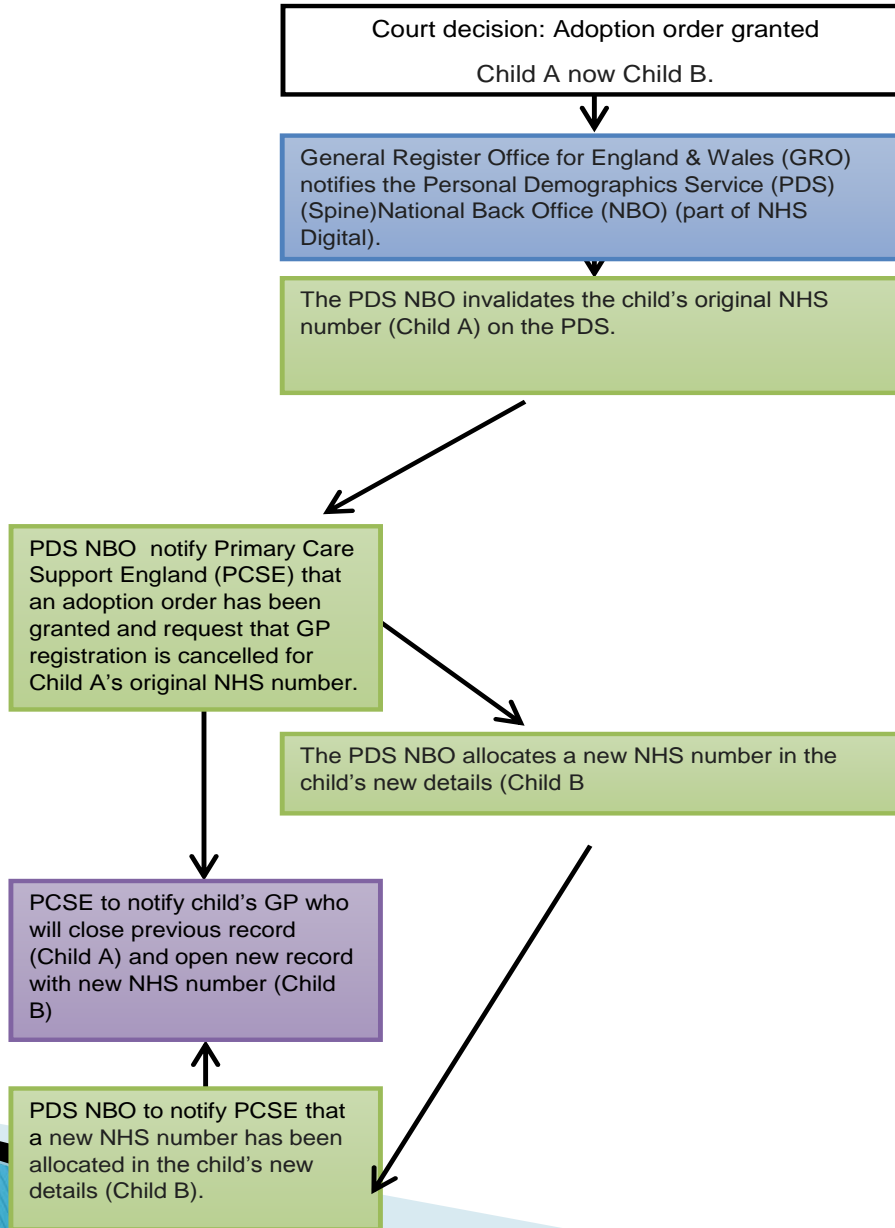 Court decision: Adoption order granted
Child A now Child B.
General Register Office for England & Wales (GRO)
notifies the Personal Demographics Service (PDS)
(Spine)National Back Office (NBO) (part of NHS
Digital).
The PDS NBO invalidates the child’s original NHS
number (Child A) on the PDS.
PDS NBO  notify Primary Care
Support England (PCSE) that
an adoption order has been
granted and request that GP
registration is cancelled for
Child A’s original NHS number.
The PDS NBO allocates a new NHS number in the
child’s new details (Child B
PCSE to notify child’s GP who
will close previous record
(Child A) and open new record
with new NHS number (Child
B)
PDS NBO to notify PCSE that
a new NHS number has been
allocated in the child’s new
details (Child B).